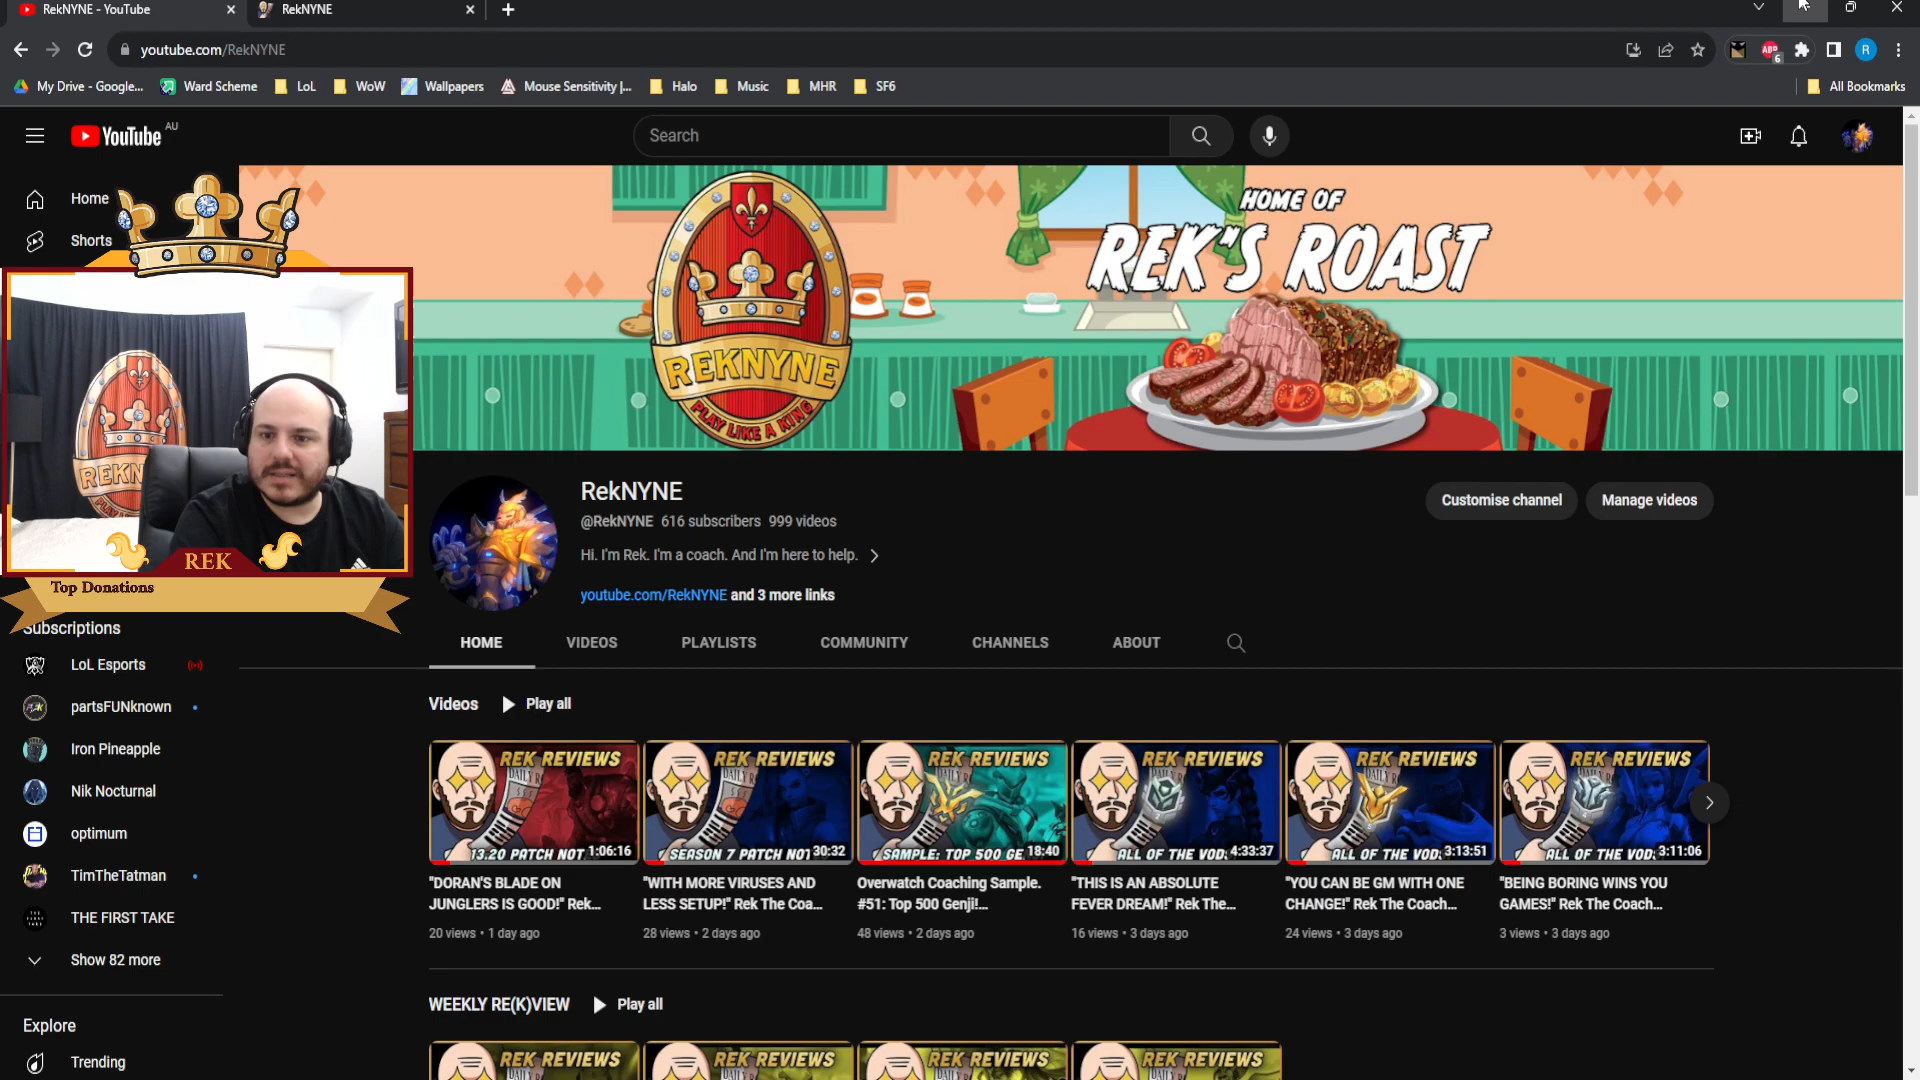 RekNYNE - YouTube
RekNYNE
youtube.com/RekNYNE
ABP
6
R
My Drive - Google...
Ward Scheme
LoL
WoW
Wallpapers
Mouse Sensitivity |...
Halo
Music
MHR
SF6
All Bookmarks
YouTube
AU
Search
Home
Shorts
HOME OF
REK"S ROAST
REKNYNE
PLAY LIKE A KING
REKN
REK
Top Donations
RekNYNE
@RekNYNE 616 subscribers 999 videos
Hi. I'm Rek. I'm a coach. And I'm here to help.
youtube.com/RekNYNE and 3 more links
Customise channel
Manage videos
HOME
VIDEOS
PLAYLISTS
COMMUNITY
CHANNELS
ABOUT
Subscriptions
LoL Esports
partsFUNknown
Iron Pineapple
Nik Nocturnal
optimum
TimTheTatman
THE FIRST TAKE
Show 82 more
Explore
Trending
Videos
Play all
REK REVIEWS
13.20 PATCH NOT
1:06:16
"DORAN'S BLADE ON
JUNGLERS IS GOOD!" Rek...
20 views • 1 day ago
REK REVIEWS
SEASON 7 PATCH NOT
30:32
"WITH MORE VIRUSES AND
LESS SETUP!" Rek The Coa...
28 views • 2 days ago
REK REVIEWS
SAMPLE: TOP 500 GE
18:40
Overwatch Coaching Sample.
#51: Top 500 Genji!...
48 views • 2 days ago
REK REVIEWS
ALL OF THE VOD
4:33:37
"THIS IS AN ABSOLUTE
FEVER DREAM!" Rek The...
16 views • 3 days ago
REK REVIEWS
ALL OF THE VOD
3:13:51
"YOU CAN BE GM WITH ONE
CHANGE!" Rek The Coach...
24 views • 3 days ago
REK REVIEWS
ALL OF THE VOD
3:11:06
"BEING BORING WINS YOU
GAMES!" Rek The Coach...
3 views • 3 days ago
WEEKLY RE(K)VIEW
Play all
REK REVIEWS
REK REVIEWS
REK REVIEWS
REK REVIEWS